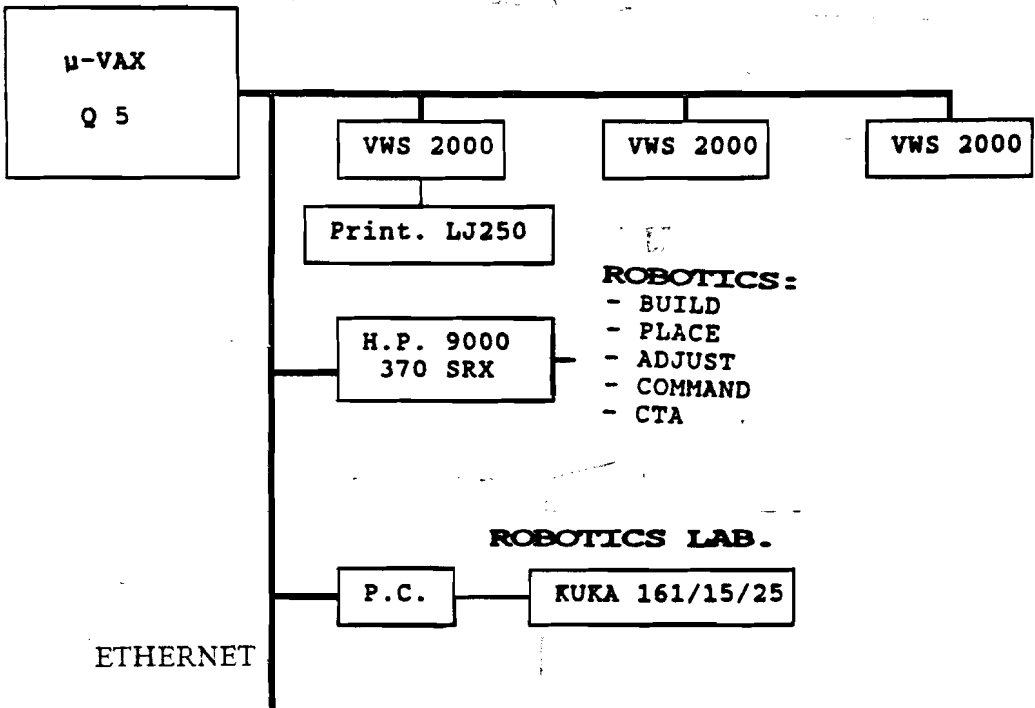 µ-VAX
Q 5
VWS 2000
VWS 2000
VWS 2000
Print. LJ250
H.P. 9000
370 SRX
ROBOTICS:
- BUILD
- PLACE
- ADJUST
- COMMAND
- CTA
ROBOTICS LAB.
P.C.
KUKA 161/15/25
ETHERNET